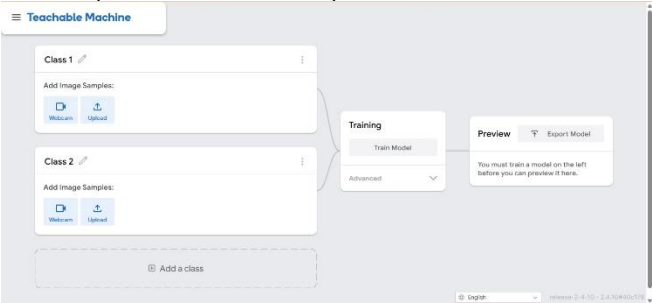 Teachable Machine
Class 1
Add Image Samples:
Webcam Upload
Class 2
Add Image Samples:
Webcam Upload
Add a class
Training
Train Model
Advanced
Preview
Export Model
You must train a model on the left
before you can preview it here.
English